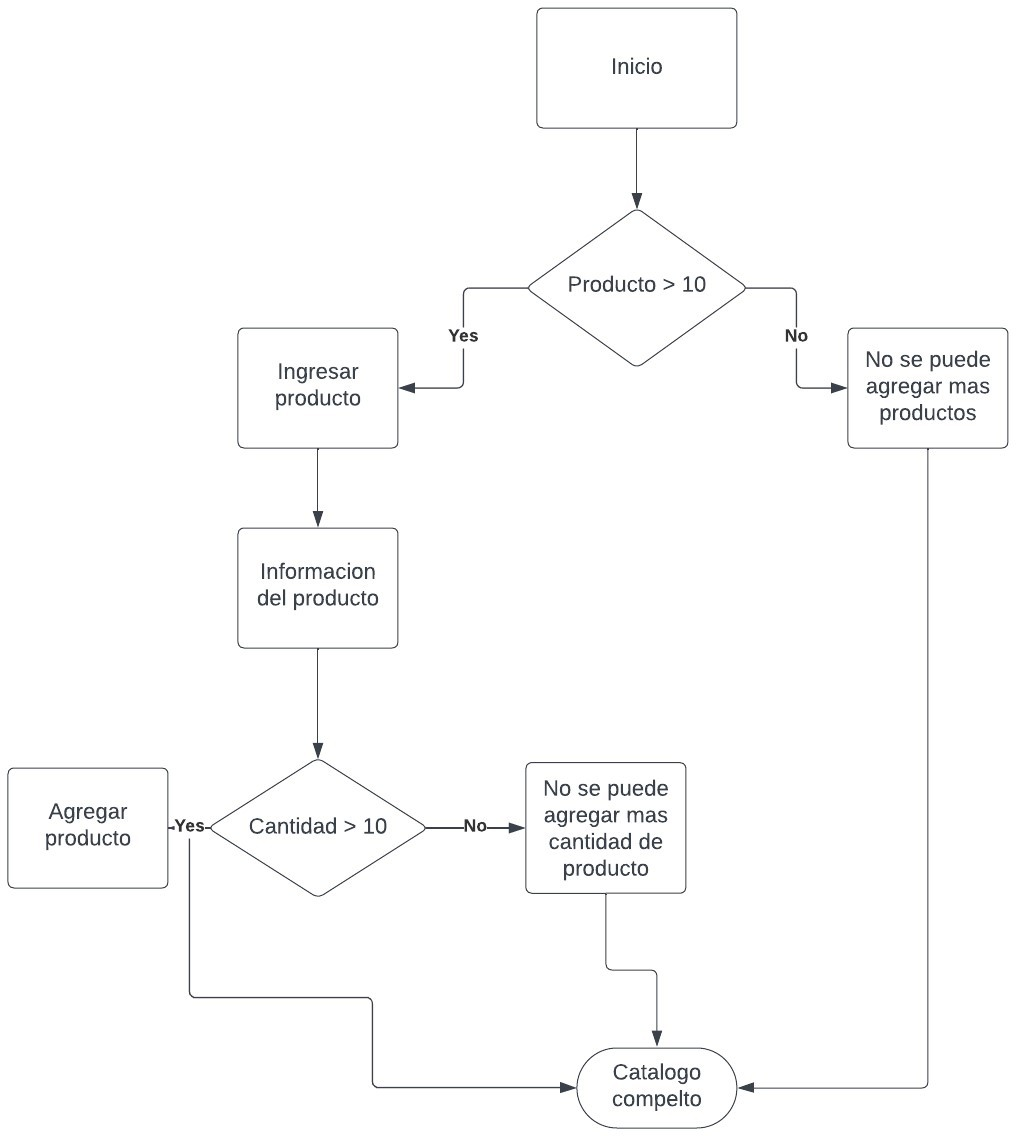 Inicio
Producto > 10
Yes
No
Ingresar
producto
No se puede
agregar mas
productos
Informacion
del producto
Agregar
producto
Yes
Cantidad > 10
No
No se puede
agregar mas
cantidad de
producto
Catalogo
compelto